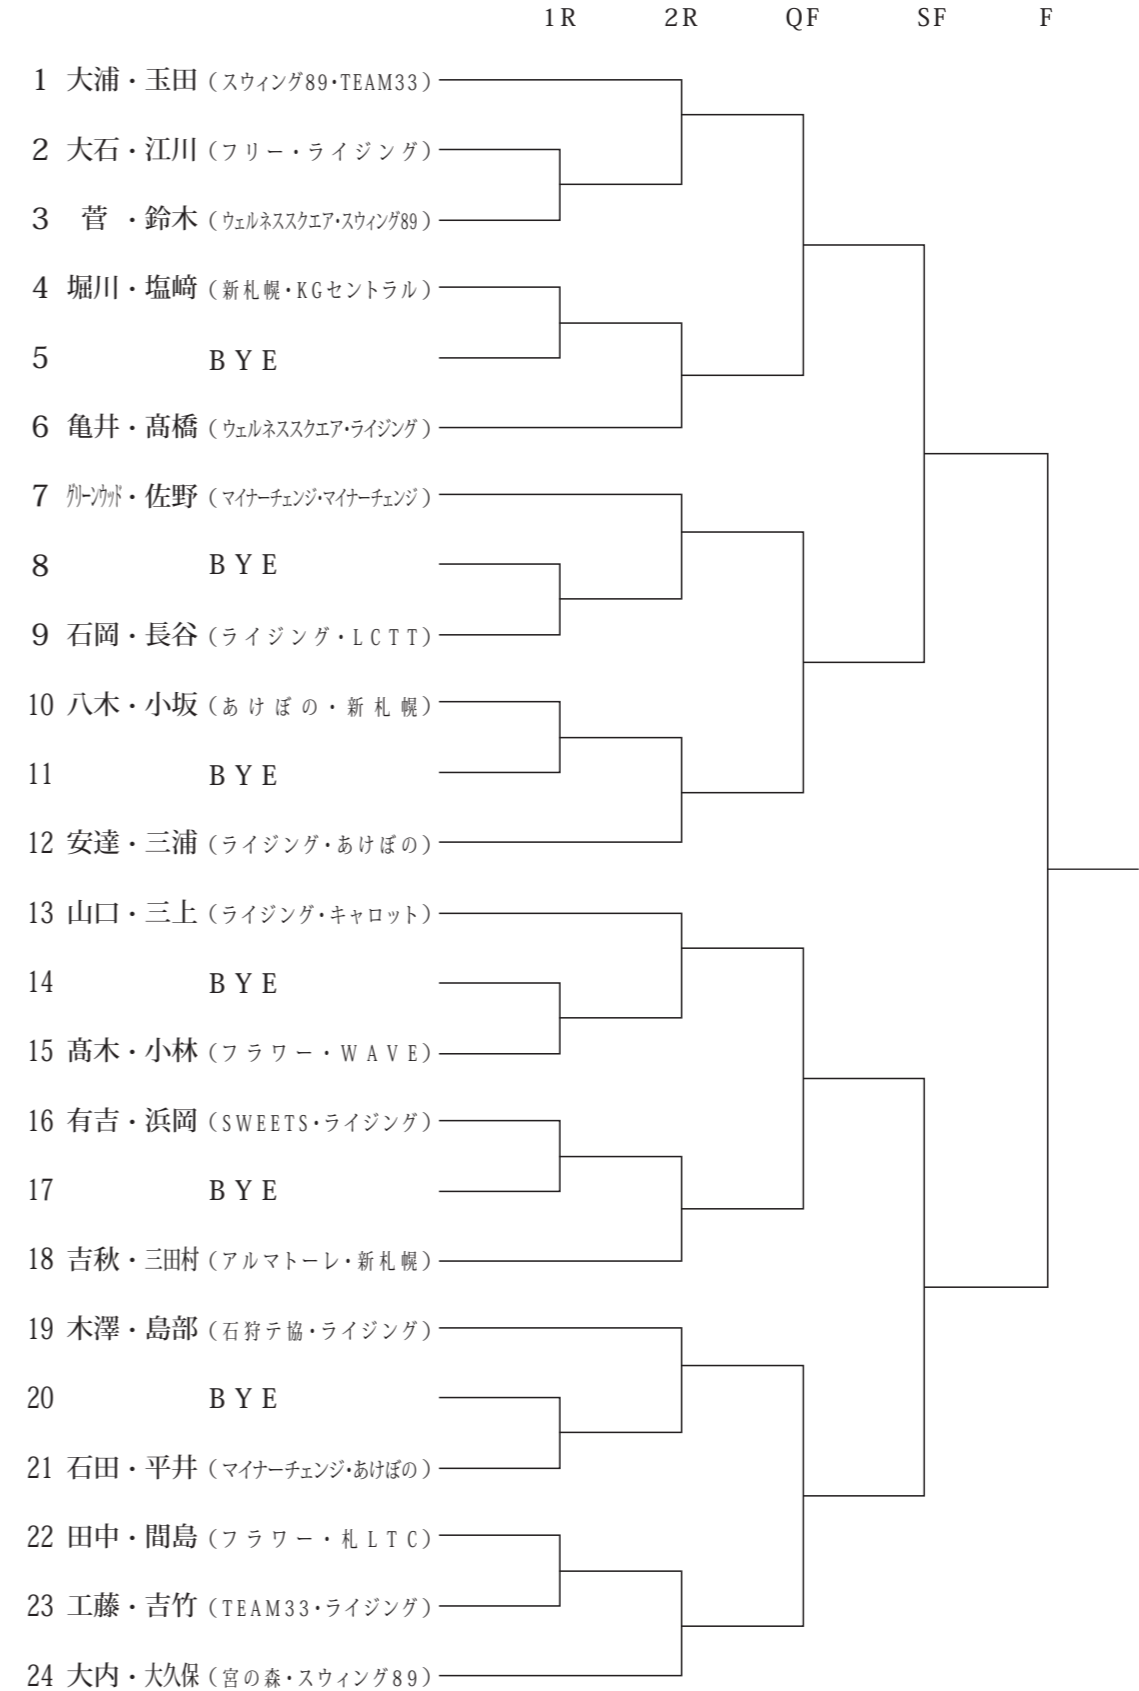 1R 2R QF SF F
1 大浦・玉田（スウィング89・TEAM33）
2 大石・江川（フリー・ライジング）
3 菅・鈴木（ウェルネススクエア・スウィング89）
4 堀川・塩﨑（新札幌・KGセントラル）
5 BYE
6 亀井・髙橋（ウェルネススクエア・ライジング）
7 グリーンウッド・佐野（マイナーチェンジ・マイナーチェンジ）
8 BYE
9 石岡・長谷（ライジング・LCTT）
10 八木・小坂（あけぼの・新札幌）
11 BYE
12 安達・三浦（ライジング・あけぼの）
13 山口・三上（ライジング・キャロット）
14 BYE
15 髙木・小林（フラワー・WAVE）
16 有吉・浜岡（SWEETS・ライジング）
17 BYE
18 吉秋・三田村（アルマトーレ・新札幌）
19 木澤・島部（石狩テ協・ライジング）
20 BYE
21 石田・平井（マイナーチェンジ・あけぼの）
22 田中・間島（フラワー・札LTC）
23 工藤・吉竹（TEAM33・ライジング）
24 大内・大久保（宮の森・スウィング89）